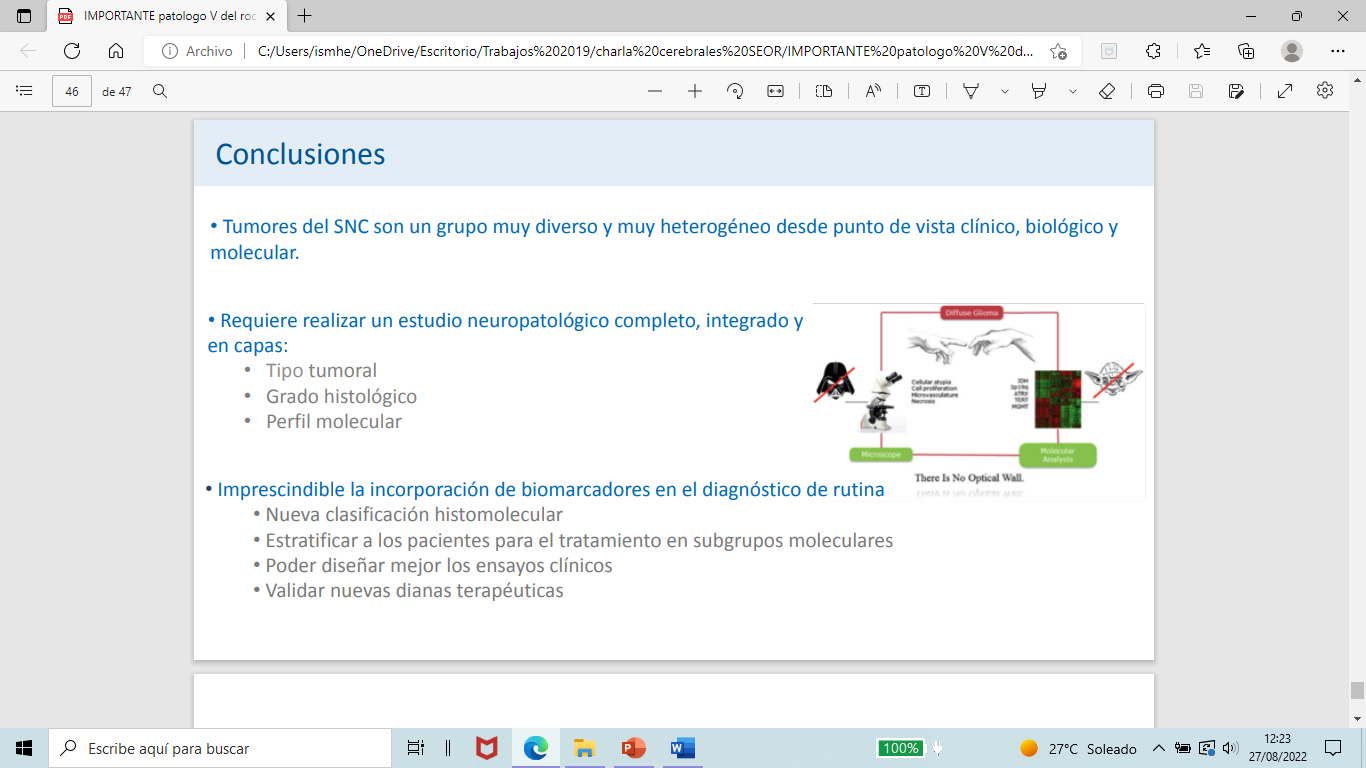 IMPORTANTE patologo V del roc
Archivo
C:/Users/ismhe/OneDrive/Escritorio/Trabajos%202019/charla%20cerebrales%20SEOR/IMPORTANTE%20patologo%20V%20d...
46
de 47
Conclusiones
• Tumores del SNC son un grupo muy diverso y muy heterogéneo desde punto de vista clínico, biológico y
molecular.
• Requiere realizar un estudio neuropatológico completo, integrado y
en capas:
• Tipo tumoral
• Grado histológico
• Perfil molecular
Diffuse Glioma
Cellular atypia
Cell proliferation
Microvasculature
Necrosis
IDH
1p19q
ATRX
TERT
MGMT
Microscope
Molecular
Analysis
There Is No Optical Wall.
• Imprescindible la incorporación de biomarcadores en el diagnóstico de rutina
• Nueva clasificación histomolecular
• Estratificar a los pacientes para el tratamiento en subgrupos moleculares
• Poder diseñar mejor los ensayos clínicos
• Validar nuevas dianas terapéuticas
Escribe aquí para buscar
100%
27°C Soleado
12:23
27/08/2022